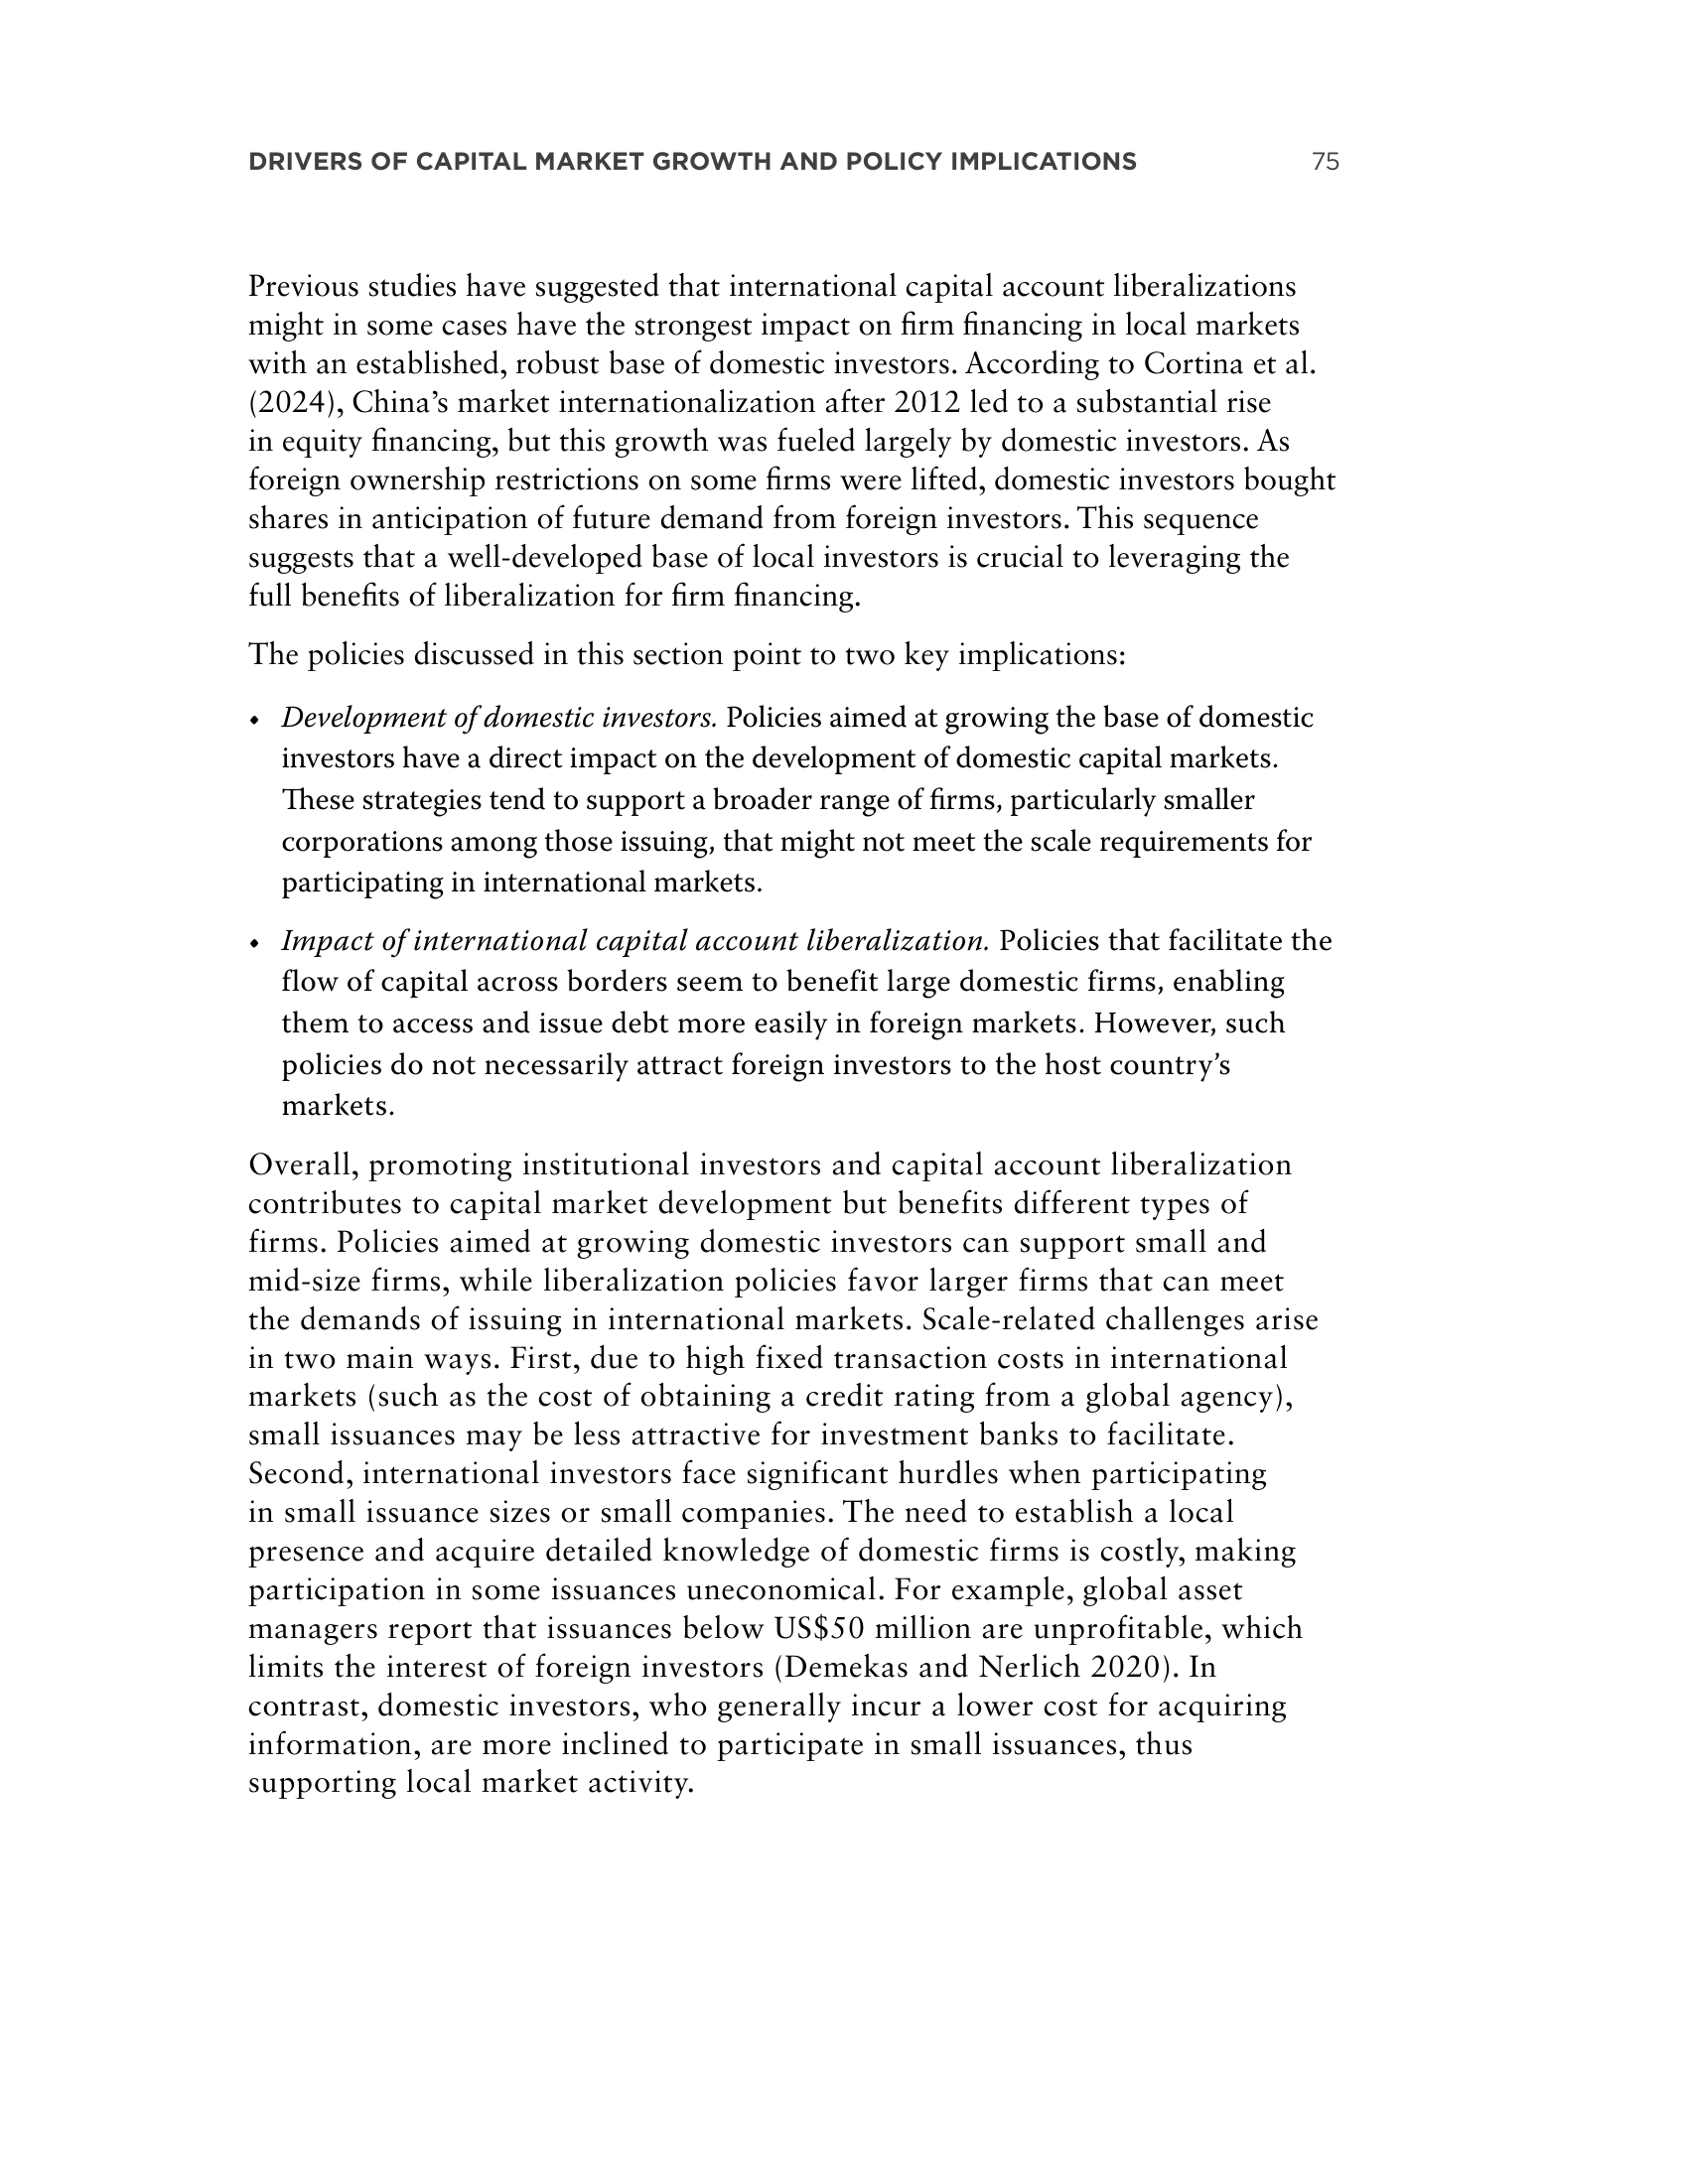 DRIVERS OF CAPITAL MARKET GROWTH AND POLICY IMPLICATIONS 75
Previous studies have suggested that international capital account liberalizations
might in some cases have the strongest impact on firm financing in local markets
with an established, robust base of domestic investors. According to Cortina et al.
(2024), China’s market internationalization after 2012 led to a substantial rise
in equity financing, but this growth was fueled largely by domestic investors. As
foreign ownership restrictions on some firms were lifted, domestic investors bought
shares in anticipation of future demand from foreign investors. This sequence
suggests that a well-developed base of local investors is crucial to leveraging the
full benefits of liberalization for firm financing.
The policies discussed in this section point to two key implications:
• Development of domestic investors. Policies aimed at growing the base of domestic
investors have a direct impact on the development of domestic capital markets.
These strategies tend to support a broader range of firms, particularly smaller
corporations among those issuing, that might not meet the scale requirements for
participating in international markets.
• Impact of international capital account liberalization. Policies that facilitate the
flow of capital across borders seem to benefit large domestic firms, enabling
them to access and issue debt more easily in foreign markets. However, such
policies do not necessarily attract foreign investors to the host country’s
markets.
Overall, promoting institutional investors and capital account liberalization
contributes to capital market development but benefits different types of
firms. Policies aimed at growing domestic investors can support small and
mid-size firms, while liberalization policies favor larger firms that can meet
the demands of issuing in international markets. Scale-related challenges arise
in two main ways. First, due to high fixed transaction costs in international
markets (such as the cost of obtaining a credit rating from a global agency),
small issuances may be less attractive for investment banks to facilitate.
Second, international investors face significant hurdles when participating
in small issuance sizes or small companies. The need to establish a local
presence and acquire detailed knowledge of domestic firms is costly, making
participation in some issuances uneconomical. For example, global asset
managers report that issuances below US$50 million are unprofitable, which
limits the interest of foreign investors (Demekas and Nerlich 2020). In
contrast, domestic investors, who generally incur a lower cost for acquiring
information, are more inclined to participate in small issuances, thus
supporting local market activity.